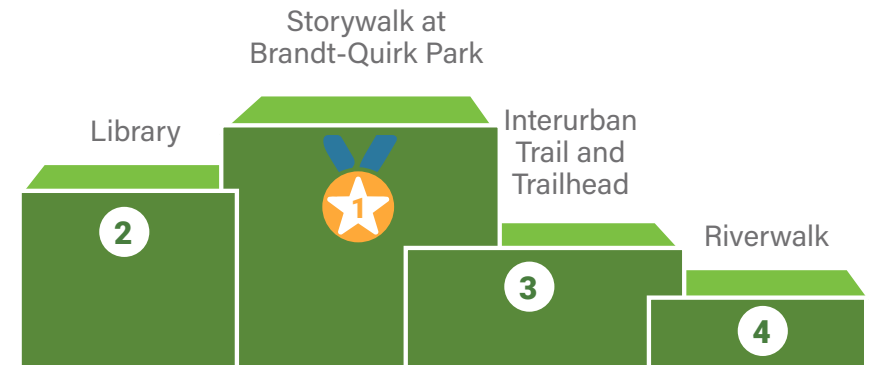 Storywalk at
Brandt-Quirk Park
Library
Interurban
Trail and
Trailhead
Riverwalk
1
2
3
4